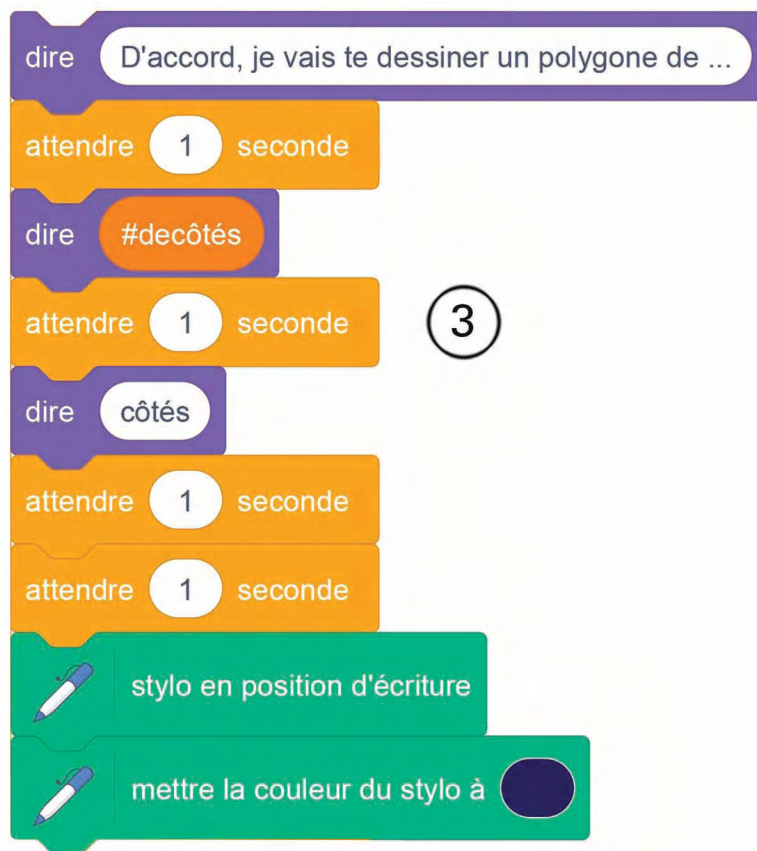 dire D'accord, je vais te dessiner un polygone de ...
attendre 1 seconde
dire #decôtés
attendre 1 seconde
3
dire côtés
attendre 1 seconde
attendre 1 seconde
stylo en position d'écriture
mettre la couleur du stylo à